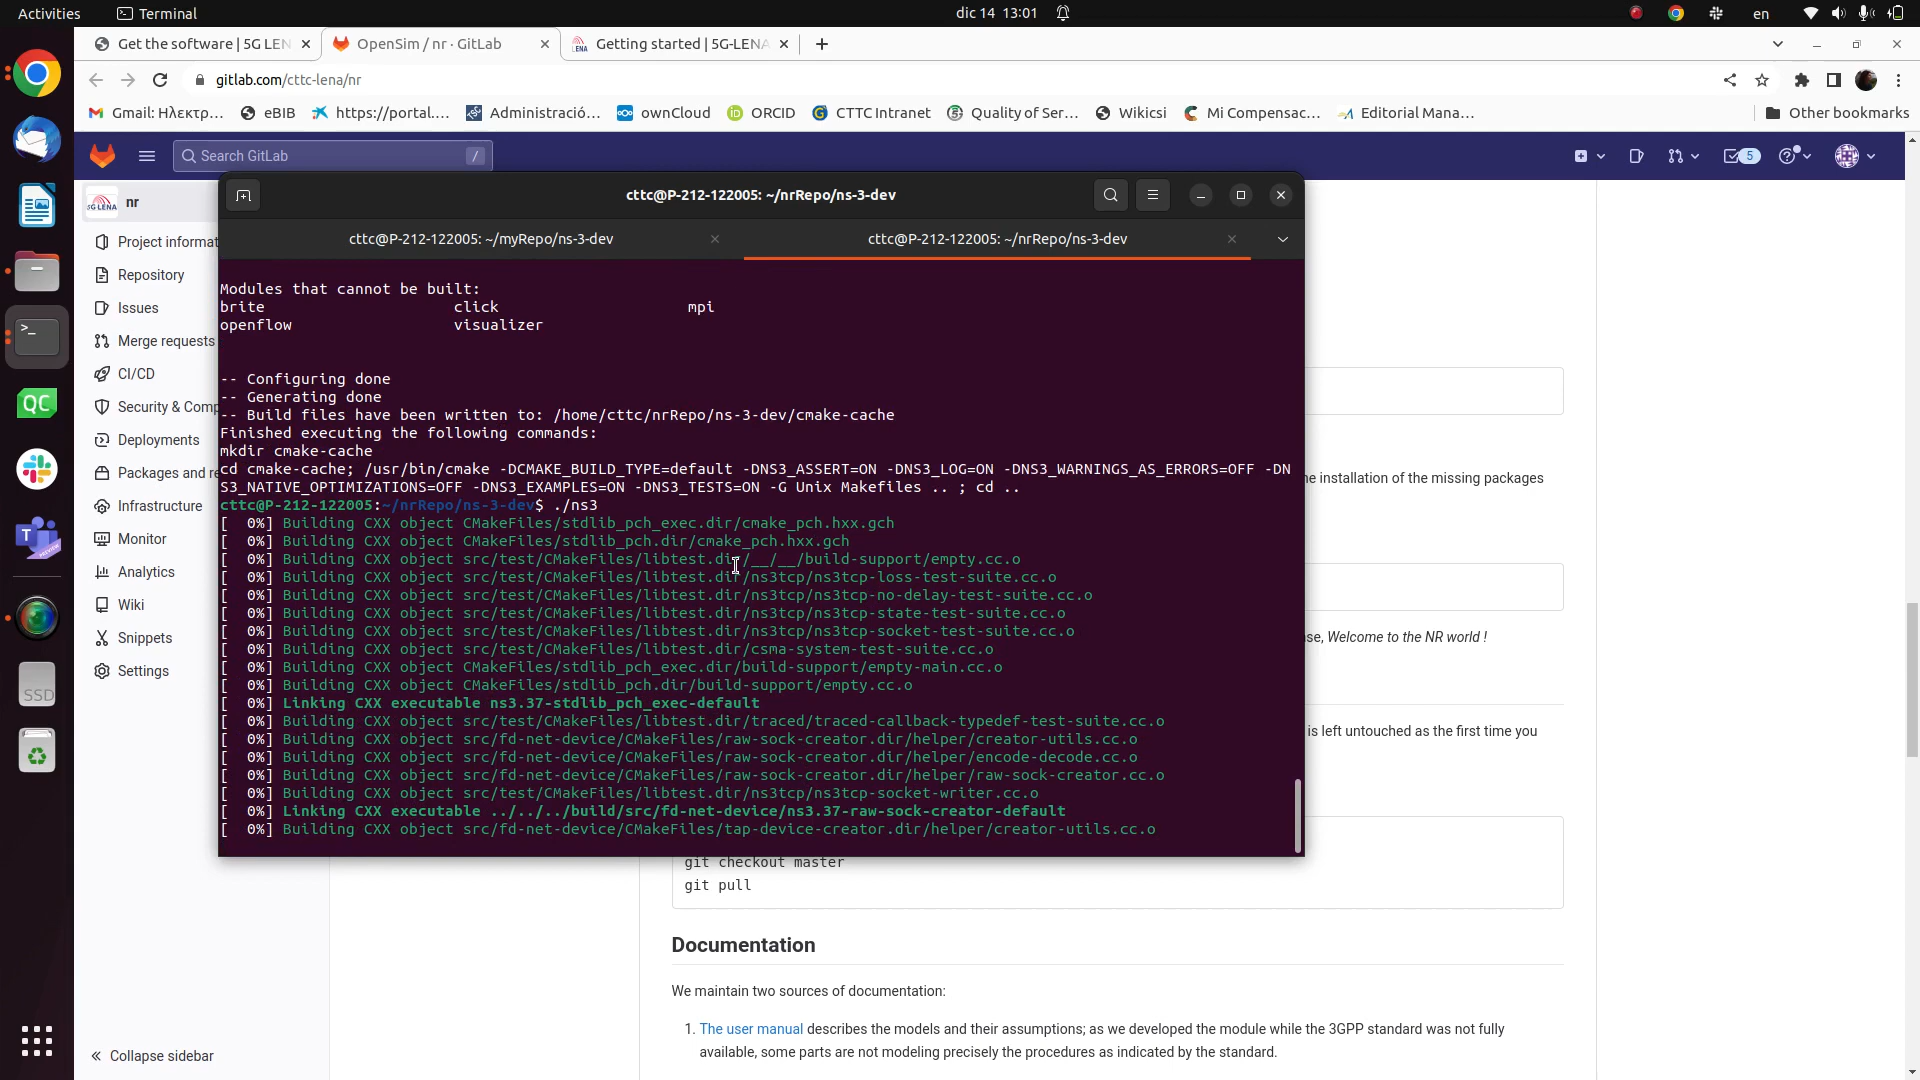 Activities
Terminal
dic 14 13:01
en
Get the software | 5G LEN
OpenSim / nr · GitLab
Getting started | 5G-LENA
gitlab.com/cttc-lena/nr
Gmail: Ηλεκτρο…
eBIB
https://portal.…
Administració…
ownCloud
ORCID
CTTC Intranet
Quality of Ser…
Wikicsi
Mi Compensac…
Editorial Mana…
Other bookmarks
Search GitLab
/
5
nr
Project informat
Repository
Issues
Merge requests
CI/CD
Security & Comp
Deployments
Packages and re
Infrastructure
Monitor
Analytics
Wiki
Snippets
Settings
Collapse sidebar
cttc@P-212-122005: ~/nrRepo/ns-3-dev
cttc@P-212-122005: ~/myRepo/ns-3-dev
cttc@P-212-122005: ~/nrRepo/ns-3-dev
Modules that cannot be built:
brite click mpi
openflow visualizer
-- Configuring done
-- Generating done
-- Build files have been written to: /home/cttc/nrRepo/ns-3-dev/cmake-cache
Finished executing the following commands:
mkdir cmake-cache
cd cmake-cache; /usr/bin/cmake -DCMAKE_BUILD_TYPE=default -DNS3_ASSERT=ON -DNS3_LOG=ON -DNS3_WARNINGS_AS_ERRORS=OFF -DN
S3_NATIVE_OPTIMIZATIONS=OFF -DNS3_EXAMPLES=ON -DNS3_TESTS=ON -G Unix Makefiles .. ; cd ..
cttc@P-212-122005:~/nrRepo/ns-3-dev$ ./ns3
[  0%] Building CXX object CMakeFiles/stdlib_pch_exec.dir/cmake_pch.hxx.gch
[  0%] Building CXX object CMakeFiles/stdlib_pch.dir/cmake_pch.hxx.gch
[  0%] Building CXX object src/test/CMakeFiles/libtest.dir/__/__/build-support/empty.cc.o
[  0%] Building CXX object src/test/CMakeFiles/libtest.dir/ns3tcp/ns3tcp-loss-test-suite.cc.o
[  0%] Building CXX object src/test/CMakeFiles/libtest.dir/ns3tcp/ns3tcp-no-delay-test-suite.cc.o
[  0%] Building CXX object src/test/CMakeFiles/libtest.dir/ns3tcp/ns3tcp-state-test-suite.cc.o
[  0%] Building CXX object src/test/CMakeFiles/libtest.dir/ns3tcp/ns3tcp-socket-test-suite.cc.o
[  0%] Building CXX object src/test/CMakeFiles/libtest.dir/csma-system-test-suite.cc.o
[  0%] Building CXX object CMakeFiles/stdlib_pch_exec.dir/build-support/empty-main.cc.o
[  0%] Building CXX object CMakeFiles/stdlib_pch.dir/build-support/empty.cc.o
[  0%] Linking CXX executable ns3.37-stdlib_pch_exec-default
[  0%] Building CXX object src/test/CMakeFiles/libtest.dir/traced/traced-callback-typedef-test-suite.cc.o
[  0%] Building CXX object src/fd-net-device/CMakeFiles/raw-sock-creator.dir/helper/creator-utils.cc.o
[  0%] Building CXX object src/fd-net-device/CMakeFiles/raw-sock-creator.dir/helper/encode-decode.cc.o
[  0%] Building CXX object src/fd-net-device/CMakeFiles/raw-sock-creator.dir/helper/raw-sock-creator.cc.o
[  0%] Building CXX object src/test/CMakeFiles/libtest.dir/ns3tcp/ns3tcp-socket-writer.cc.o
[  0%] Linking CXX executable ../../../build/src/fd-net-device/ns3.37-raw-sock-creator-default
[  0%] Building CXX object src/fd-net-device/CMakeFiles/tap-device-creator.dir/helper/creator-utils.cc.o
he installation of the missing packages
se, Welcome to the NR world !
is left untouched as the first time you
git checkout master
git pull
Documentation
We maintain two sources of documentation:
1. The user manual describes the models and their assumptions; as we developed the module while the 3GPP standard was not fully
available, some parts are not modeling precisely the procedures as indicated by the standard.
QC
SSD